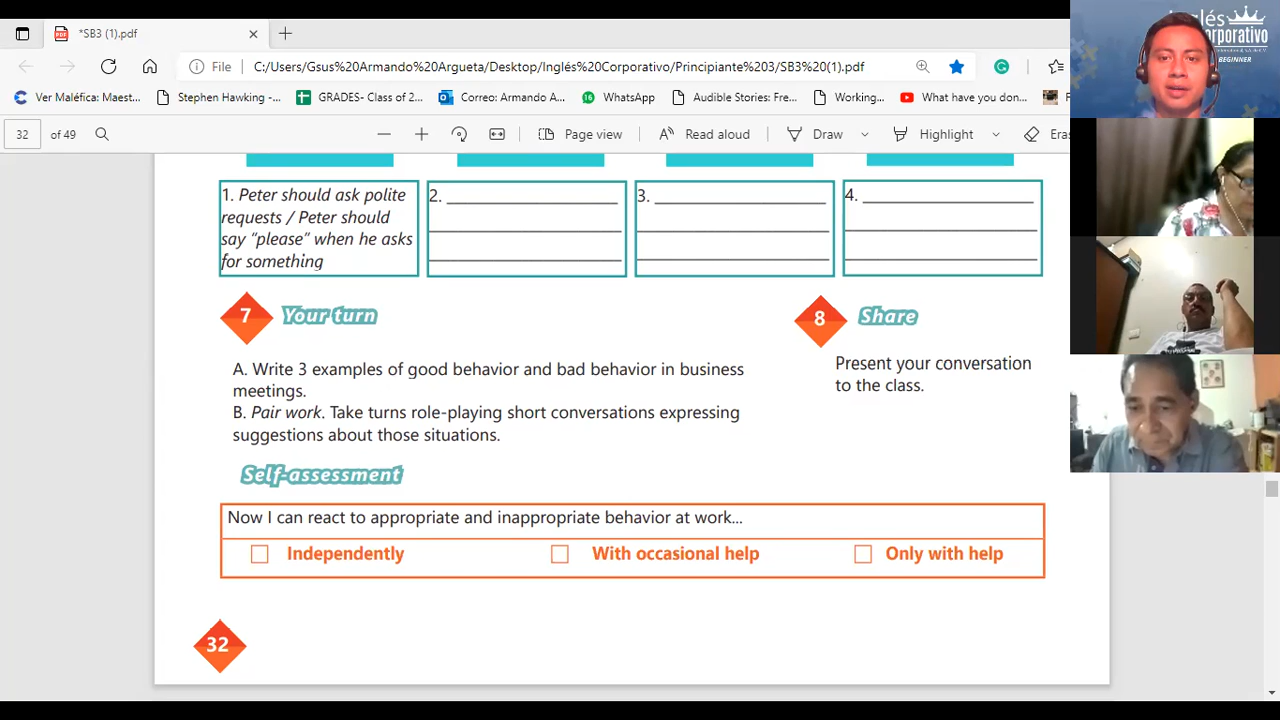 *SB3 (1).pdf
File C:/Users/Gsus%20Armando%20Argueta/Desktop/Inglés%20Corporativo/Principiante%203/SB3%20(1).pdf
Ver Maléfica: Maest... Stephen Hawking -... GRADES- Class of 2... Correo: Armando A... 16 WhatsApp Audible Stories: Fre... Working... What have you don...
32 of 49 Page view Read aloud Draw Highlight Eras
1. Peter should ask polite
requests / Peter should
say "please" when he asks
for something
2.
3.
4.
7 Your turn
A. Write 3 examples of good behavior and bad behavior in business
meetings.
B. Pair work. Take turns role-playing short conversations expressing
suggestions about those situations.
8 Share
Present your conversation
to the class.
Self-assessment
Now I can react to appropriate and inappropriate behavior at work...
Independently With occasional help Only with help
32
BEGINNER